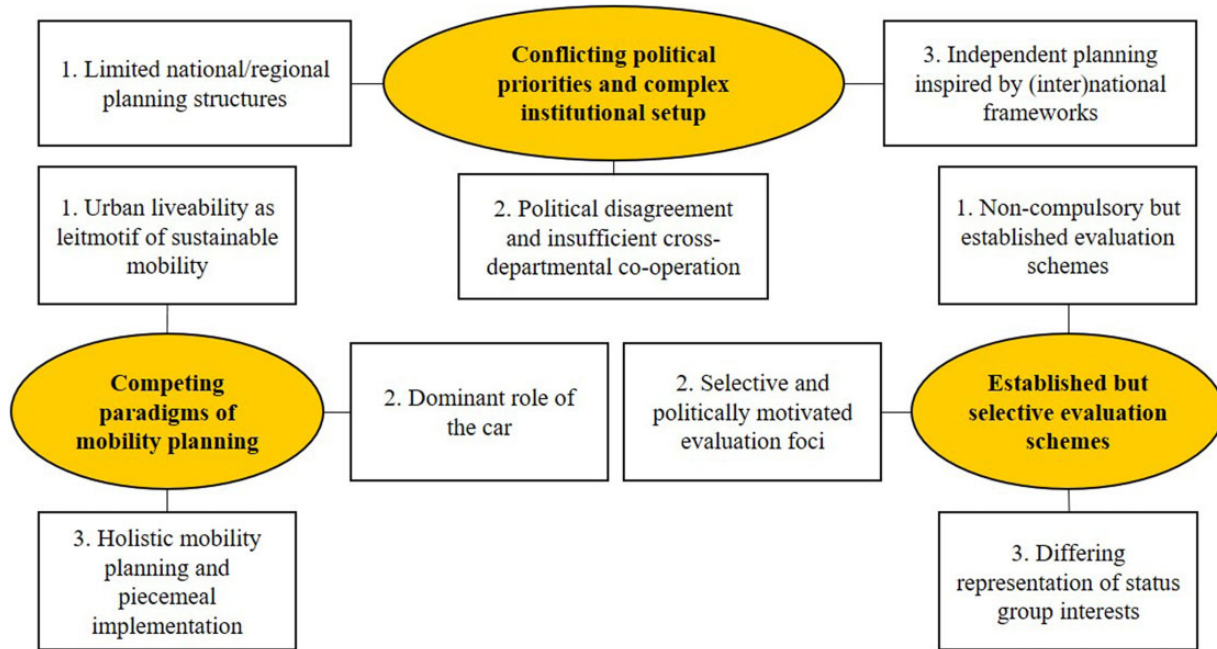 1. Limited national/regional
planning structures
Conflicting political
priorities and complex
institutional setup
3. Independent planning
inspired by (inter)national
frameworks
2. Political disagreement
and insufficient cross-
departmental co-operation
1. Urban liveability as
leitmotif of sustainable
mobility
Competing
paradigms of
mobility planning
2. Dominant role of
the car
3. Holistic mobility
planning and
piecemeal
implementation
1. Non-compulsory but
established evaluation
schemes
2. Selective and
politically motivated
evaluation foci
Established but
selective evaluation
schemes
3. Differing
representation of status
group interests